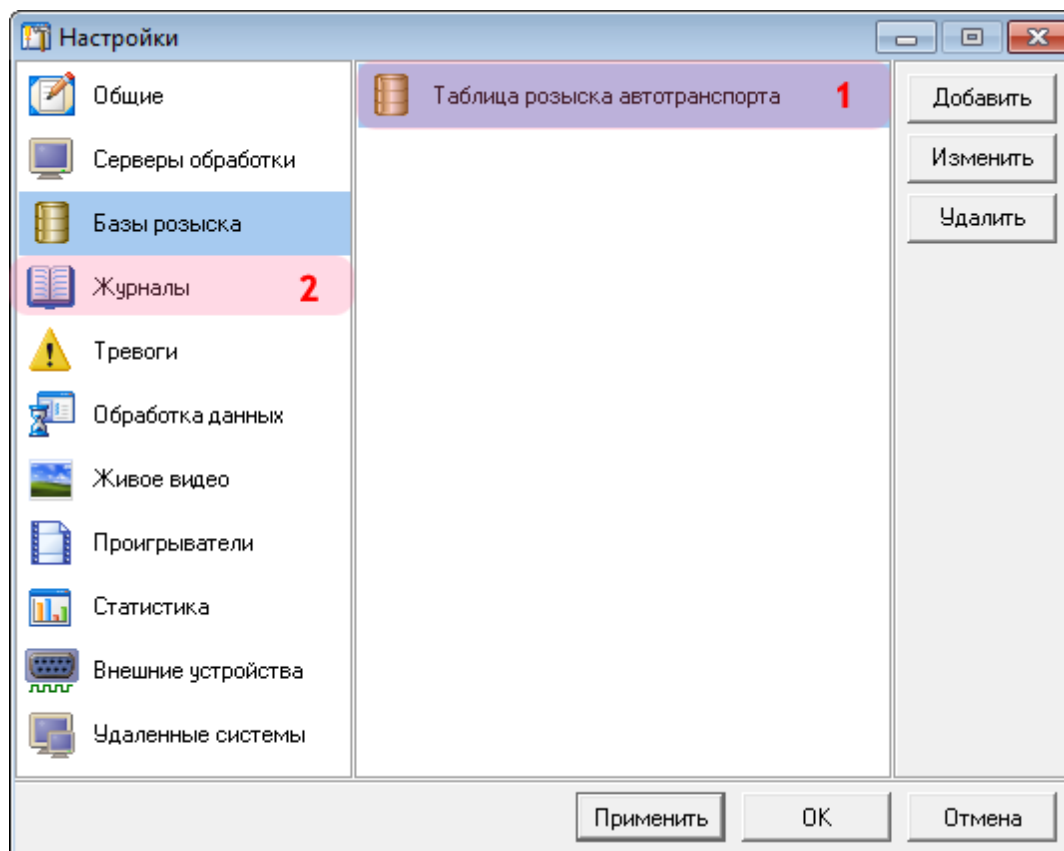 Настройки
Общие
Серверы обработки
Базы розыска
Журналы 2
Тревоги
Обработка данных
Живое видео
Проигрыватели
Статистика
Внешние устройства
Удаленные системы
Таблица розыска автотранспорта 1
Добавить
Изменить
Удалить
Применить
OK
Отмена